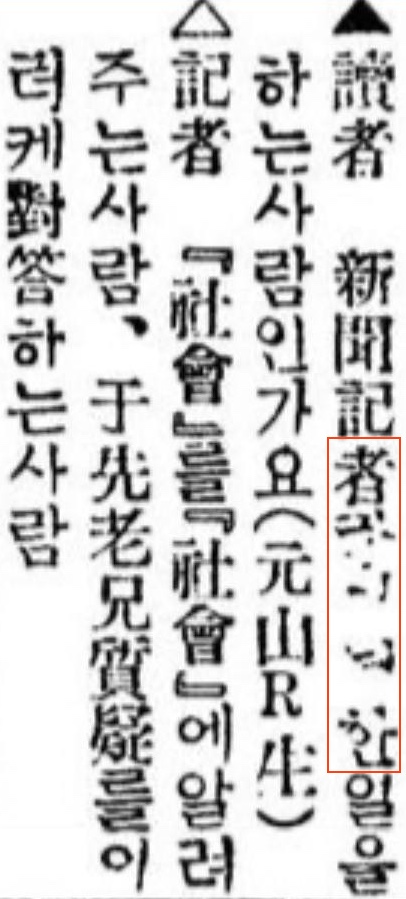 ▲讀者 新聞記者 한일을
하는사람인가요(元山R生)
△記者 『社會』를『社會』에알려
주는사람、 于先老兄質疑를이
러케對答하는사람